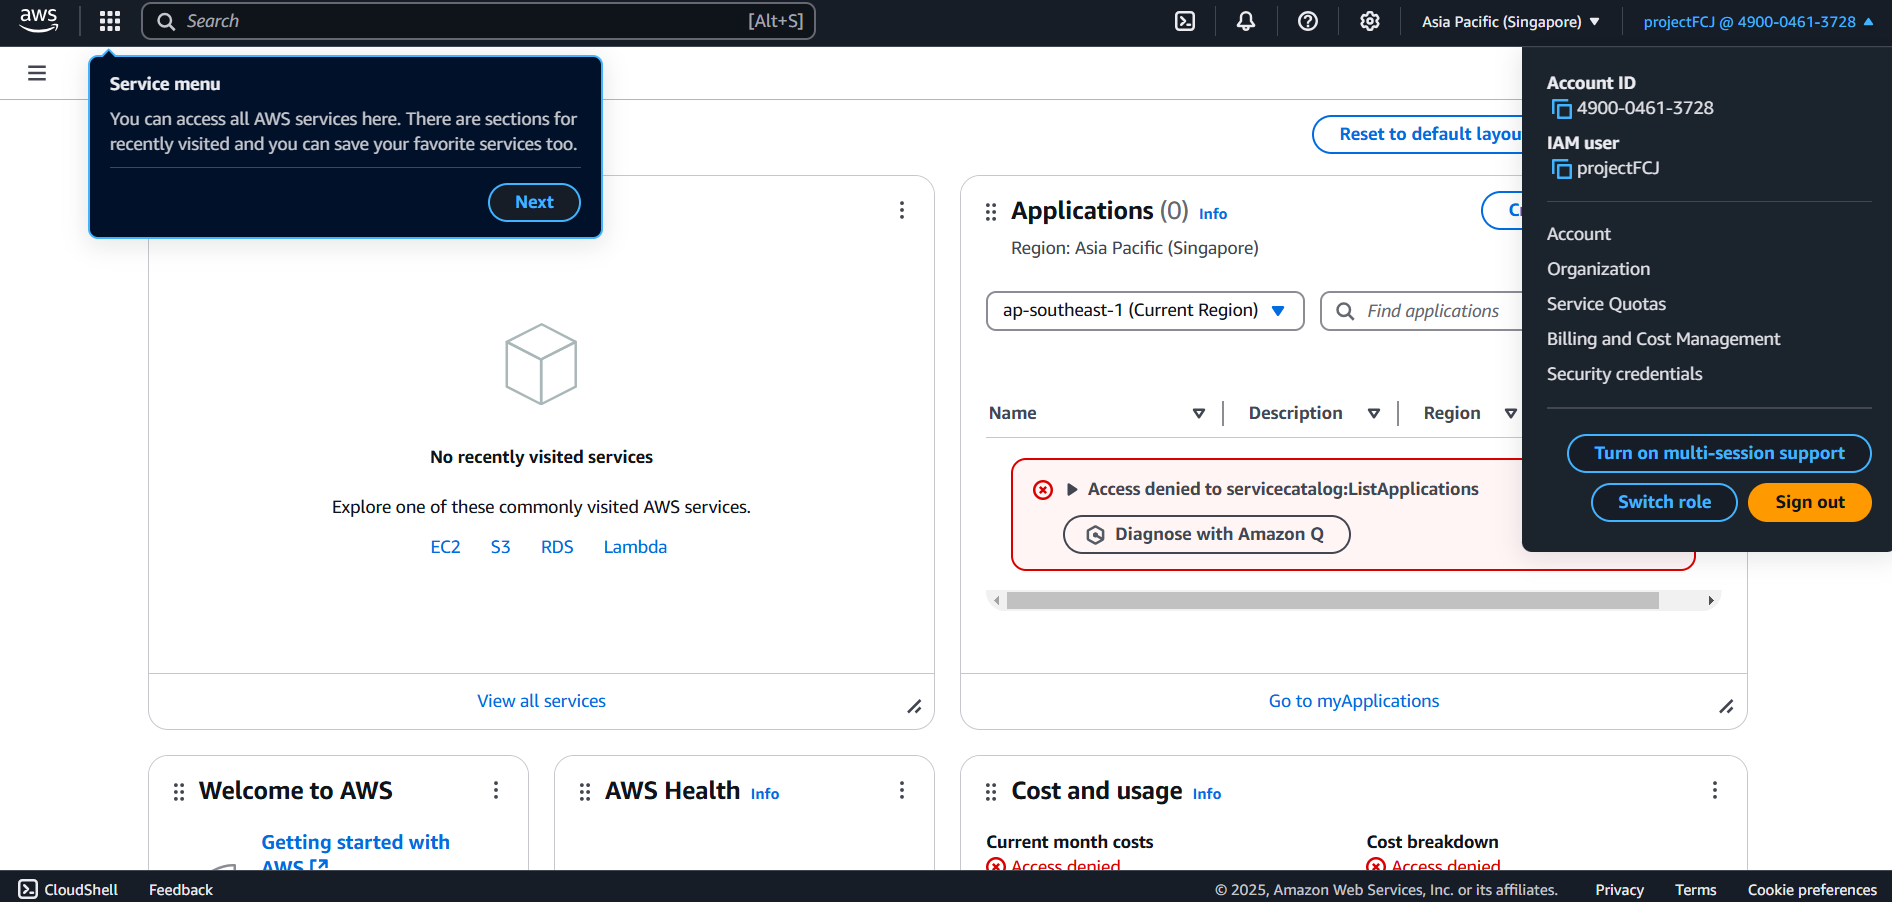 aws
Search
[Alt+S]
Asia Pacific (Singapore)
projectFCJ @ 4900-0461-3728
Service menu
You can access all AWS services here. There are sections for
recently visited and you can save your favorite services too.
Next
Reset to default layou
Account ID
4900-0461-3728
IAM user
projectFCJ
Account
Organization
Service Quotas
Billing and Cost Management
Security credentials
Turn on multi-session support
Switch role
Sign out
No recently visited services
Explore one of these commonly visited AWS services.
EC2 S3 RDS Lambda
View all services
Applications (0) Info
Cr
Region: Asia Pacific (Singapore)
ap-southeast-1 (Current Region)
Find applications
Name Description Region
Access denied to servicecatalog:ListApplications
Diagnose with Amazon Q
Go to myApplications
Welcome to AWS
Getting started with
AWS
AWS Health Info
Cost and usage Info
Current month costs
Access denied
Cost breakdown
Access denied
CloudShell
Feedback
© 2025, Amazon Web Services, Inc. or its affiliates.
Privacy
Terms
Cookie preferences